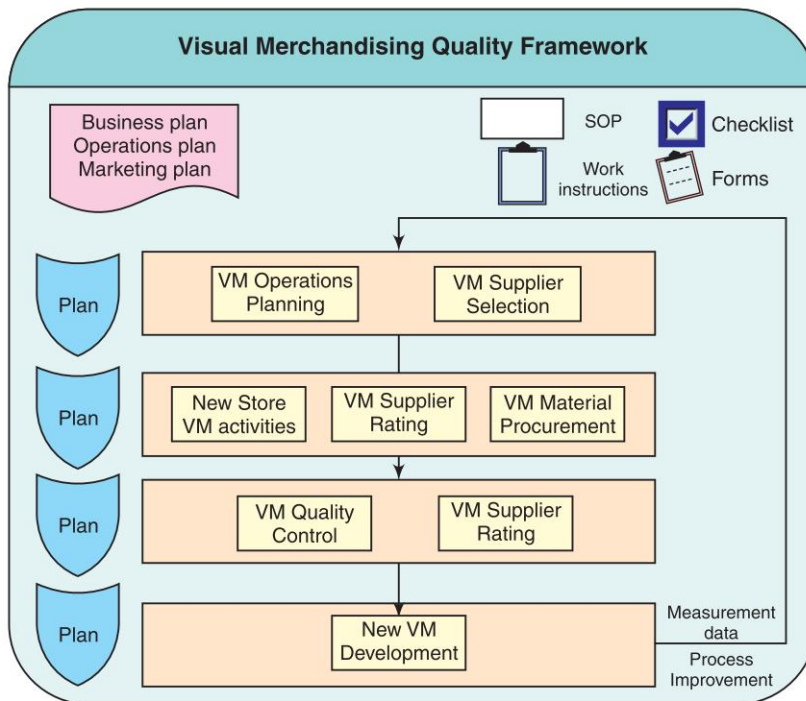 Visual Merchandising Quality Framework
Business plan
Operations plan
Marketing plan
SOP
Checklist
Work
instructions
Forms
Plan
VM Operations
Planning
VM Supplier
Selection
Plan
New Store
VM activities
VM Supplier
Rating
VM Material
Procurement
Plan
VM Quality
Control
VM Supplier
Rating
Plan
New VM
Development
Measurement
data
Process
Improvement